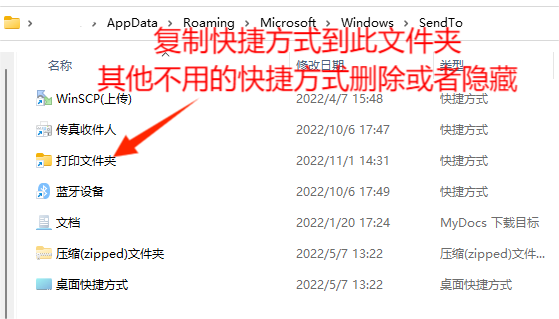 AppData > Roaming > Microsoft > Windows > SendTo
复制快捷方式到此文件夹
其他不用的快捷方式删除或者隐藏
名称 修改日期 类型
WinSCP(上传) 2022/4/7 15:48 快捷方式
传真收件人 2022/10/6 17:47 快捷方式
打印文件夹 2022/11/1 14:31 快捷方式
蓝牙设备 2022/10/6 17:49 快捷方式
文档 2022/1/20 17:24 MyDocs 下载目标
压缩(zipped)文件夹 2022/5/7 13:22 压缩(zipped)文件...
桌面快捷方式 2022/5/7 13:22 桌面快捷方式